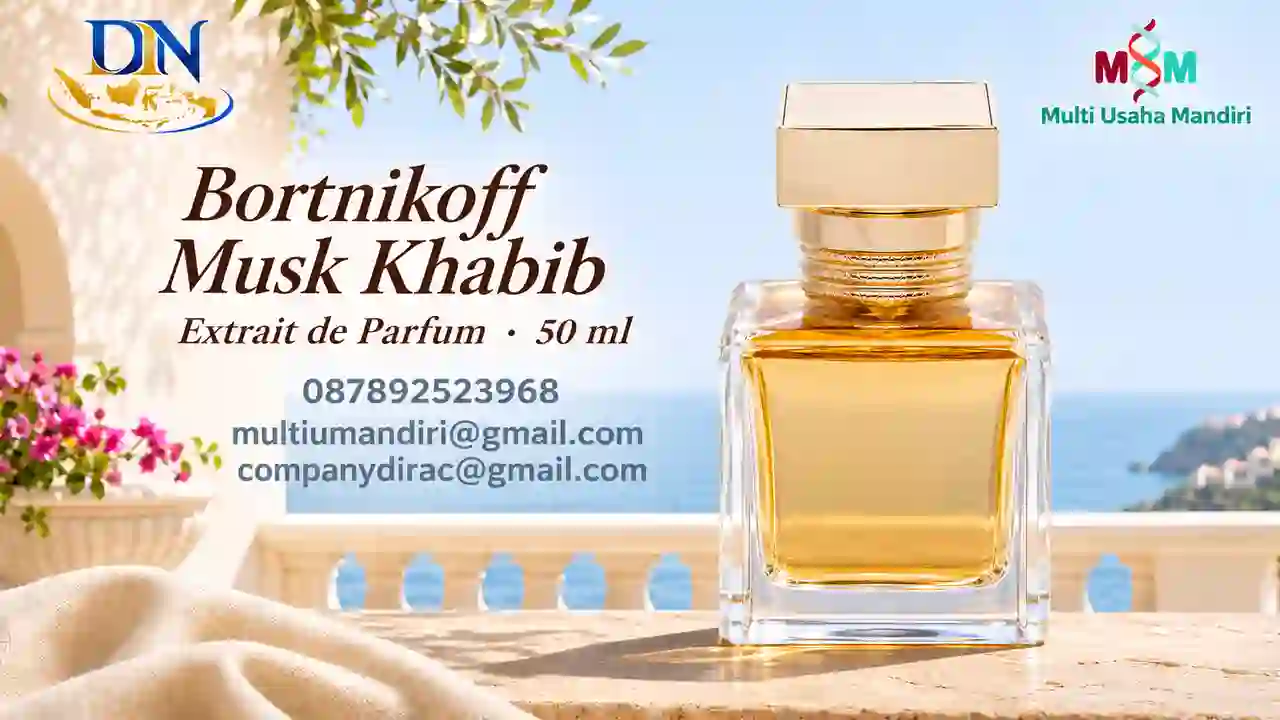 DN
M M
Multi Usaha Mandiri
Bortnikoff
Musk Khabib
Extrait de Parfum · 50 ml
087892523968
multiumandiri@gmail.com
companydirac@gmail.com